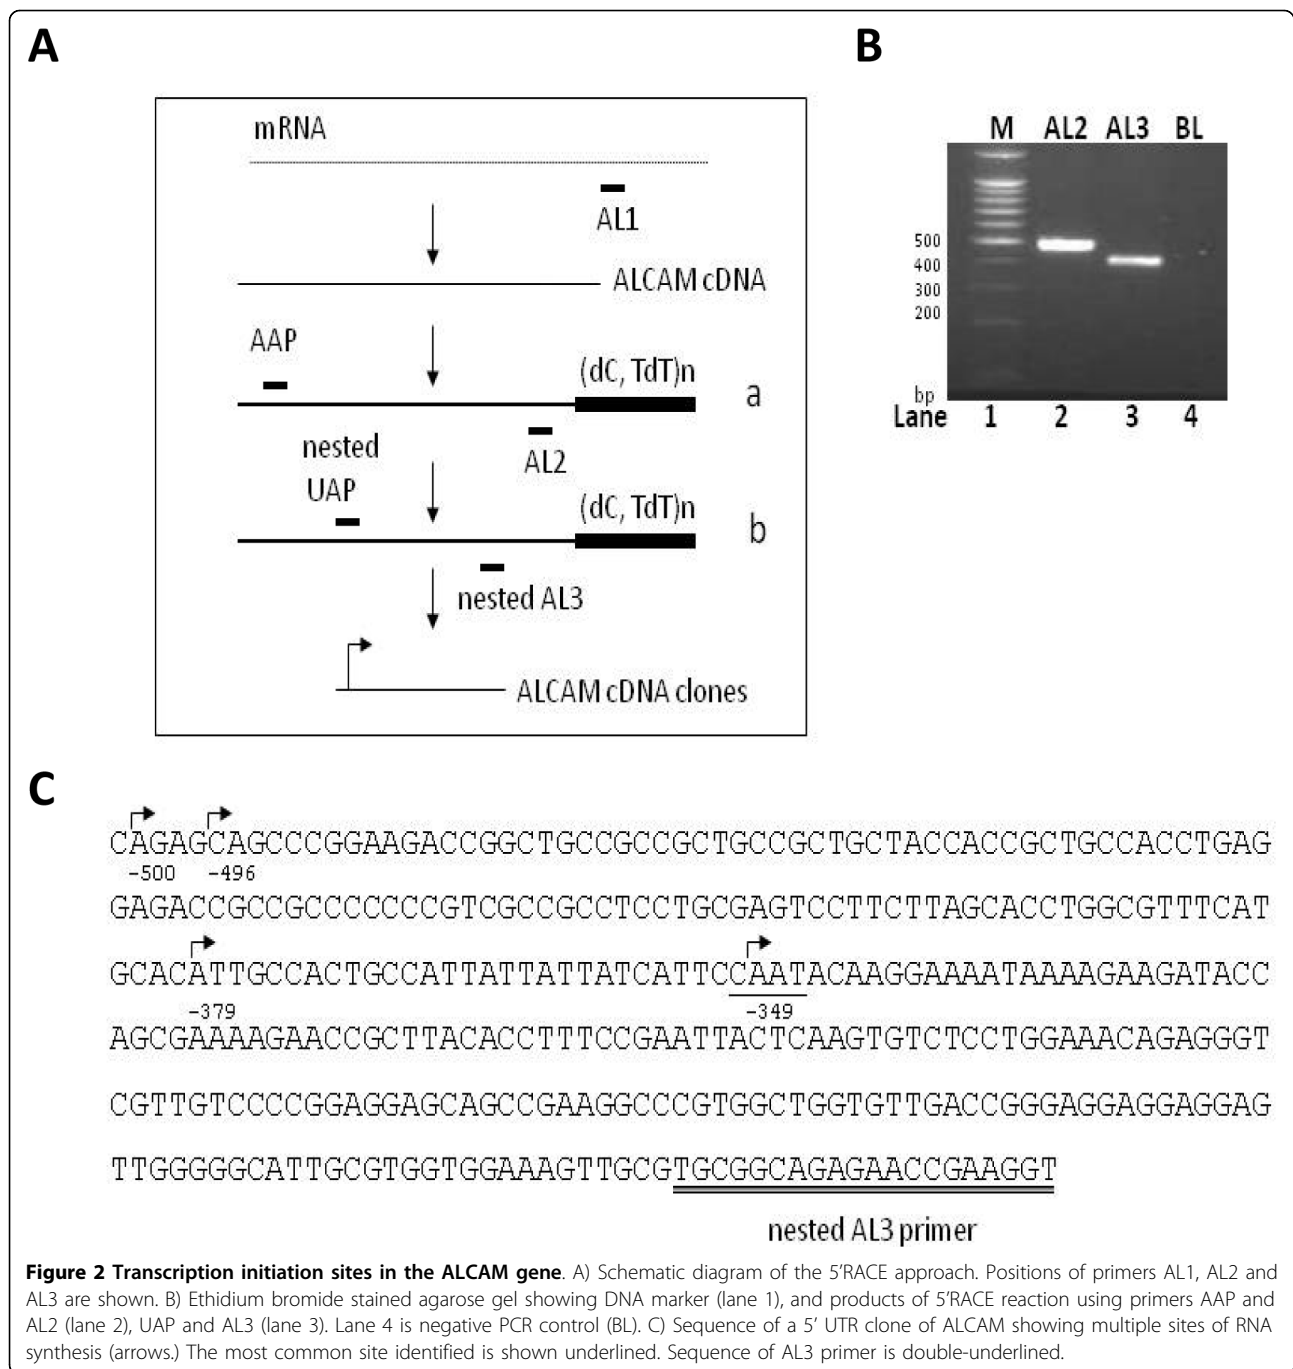 A
mRNA
AL1
ALCAM cDNA
AAP
(dC, TdT)n
a
AL2
nested
UAP
(dC, TdT)n
b
nested AL3
ALCAM cDNA clones
B
M AL2 AL3 BL
500
400
300
200
bp
Lane 1 2 3 4
C
CAGAGCAGCCCGGAAGACCGGCTGCCGCCGCTGCCGCTGCTACCACCGCTGCCACCTGAG
-500 -496
GAGACCGCCGCCCCCCCGTCGCCGCCTCCTGCGAGTCCTTCTTAGCACCTGGCGTTTCAT
GCACATTGCCACTGCCATTATTATTATCATTCCAATACAAGGAAAATAAAAGAAGATACC
-379 -349
AGCGAAAAGAACCGCTTACACCTTTCCGAATTACTCAAGTGTCTCCTGGAAACAGAGGGT
CGTTGTCCCCGGAGGAGCAGCCGAAGGCCCGTGGCTGGTGTTGACCGGGAGGAGGAGGAG
TTGGGGGCATTGCGTGGTGGAAAGTTGCGTGCGGCAGAGAACCGAAGGT
nested AL3 primer
Figure 2 Transcription initiation sites in the ALCAM gene. A) Schematic diagram of the 5'RACE approach. Positions of primers AL1, AL2 and
AL3 are shown. B) Ethidium bromide stained agarose gel showing DNA marker (lane 1), and products of 5'RACE reaction using primers AAP and
AL2 (lane 2), UAP and AL3 (lane 3). Lane 4 is negative PCR control (BL). C) Sequence of a 5' UTR clone of ALCAM showing multiple sites of RNA
synthesis (arrows.) The most common site identified is shown underlined. Sequence of AL3 primer is double-underlined.